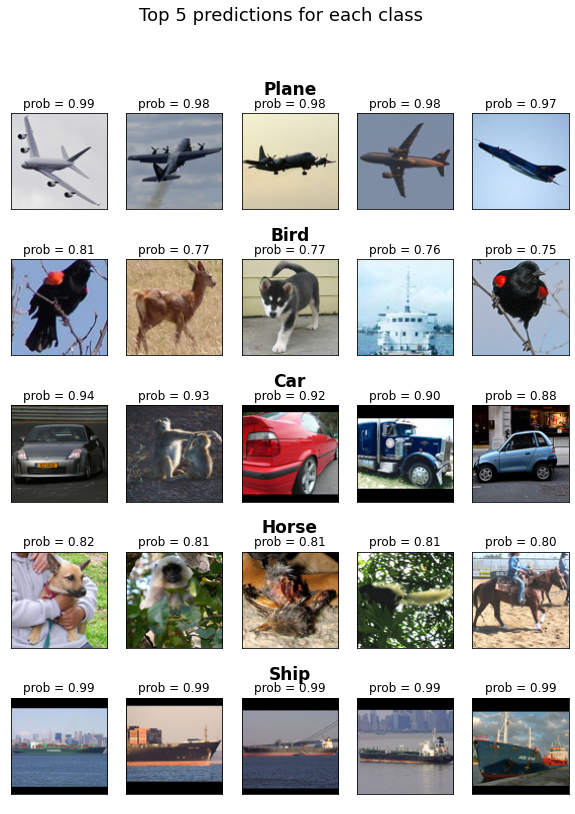 Top 5 predictions for each class
Plane
prob = 0.99 prob = 0.98 prob = 0.98 prob = 0.98 prob = 0.97
Bird
prob = 0.81 prob = 0.77 prob = 0.77 prob = 0.76 prob = 0.75
Car
prob = 0.94 prob = 0.93 prob = 0.92 prob = 0.90 prob = 0.88
Horse
prob = 0.82 prob = 0.81 prob = 0.81 prob = 0.81 prob = 0.80
Ship
prob = 0.99 prob = 0.99 prob = 0.99 prob = 0.99 prob = 0.99